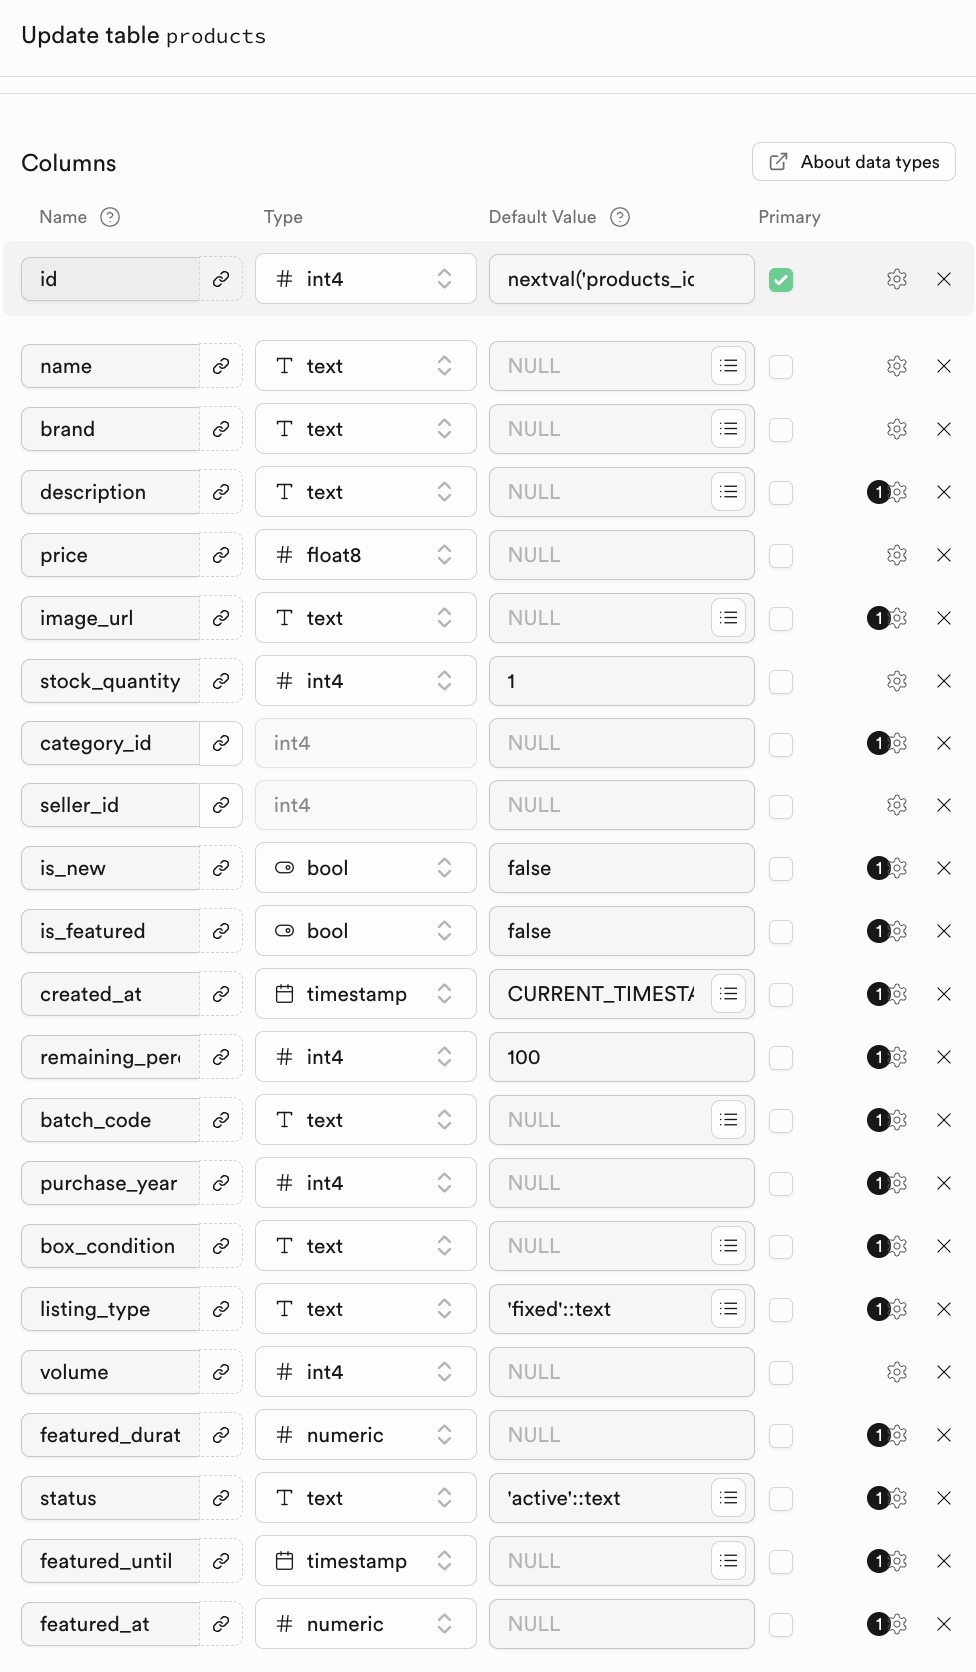 Update table products
Columns
About data types
Name ? Type Default Value ? Primary
id # int4 nextval('products_ic
name T text NULL
brand T text NULL
description T text NULL 1
price # float8 NULL
image_url T text NULL 1
stock_quantity # int4 1
category_id int4 NULL 1
seller_id int4 NULL
is_new bool false 1
is_featured bool false 1
created_at timestamp CURRENT_TIMESTA 1
remaining_perc # int4 100 1
batch_code T text NULL 1
purchase_year # int4 NULL 1
box_condition T text NULL 1
listing_type T text 'fixed'::text 1
volume # int4 NULL
featured_durat # numeric NULL 1
status T text 'active'::text 1
featured_until timestamp NULL 1
featured_at # numeric NULL 1